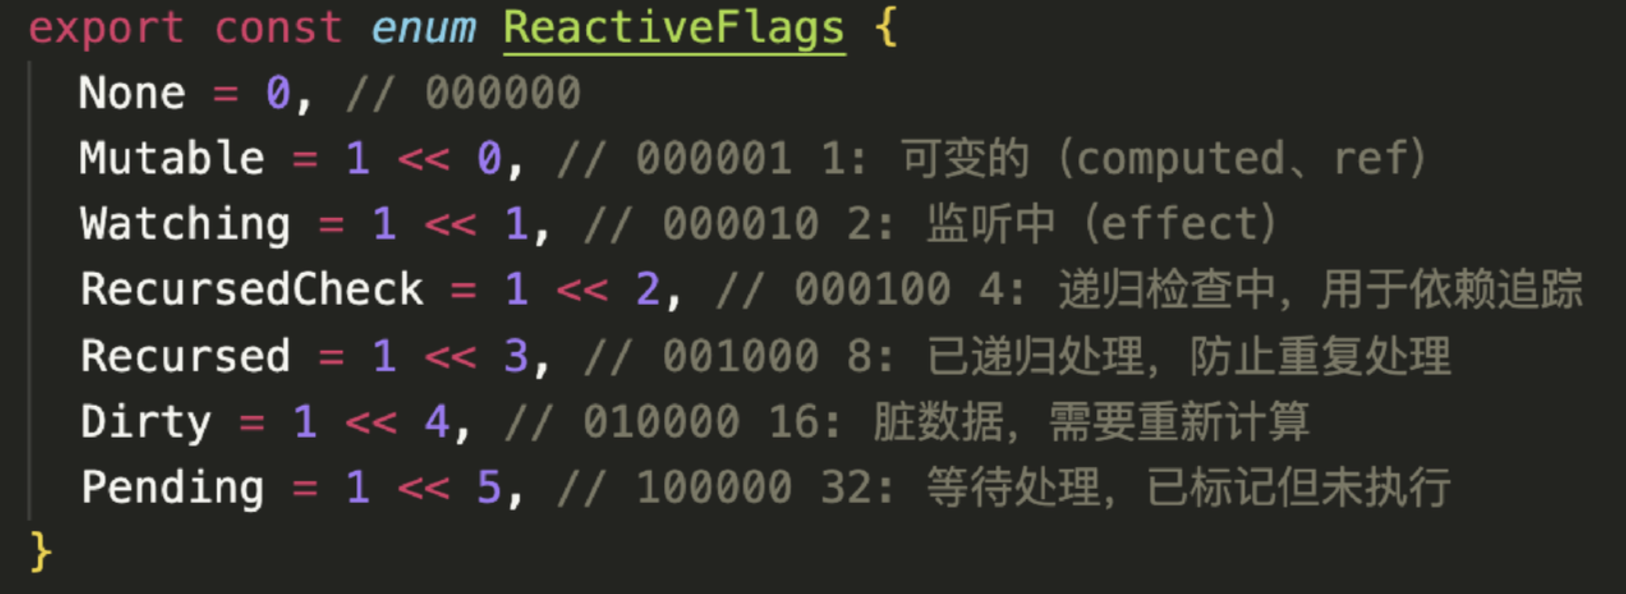 export const enum ReactiveFlags {
None = 0, // 000000
Mutable = 1 << 0, // 000001 1: 可变的（computed、ref）
Watching = 1 << 1, // 000010 2: 监听中（effect）
RecursedCheck = 1 << 2, // 000100 4: 递归检查中，用于依赖追踪
Recursed = 1 << 3, // 001000 8: 已递归处理，防止重复处理
Dirty = 1 << 4, // 010000 16: 脏数据，需要重新计算
Pending = 1 << 5, // 100000 32: 等待处理，已标记但未执行
}